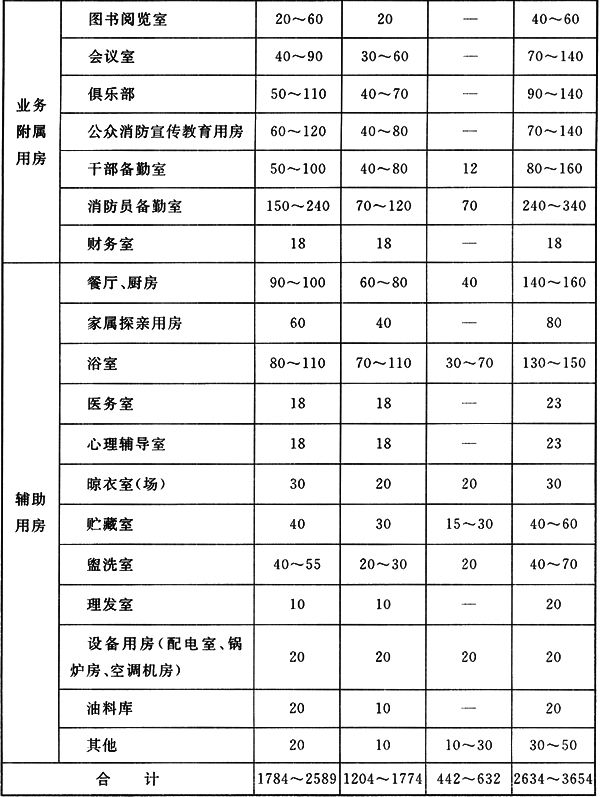 图书阅览室 20～60 20 — 40～60
会议室 40～90 30～60 — 70～140
俱乐部 50～110 40～70 — 90～140
业务附属用房
公众消防宣传教育用房 60～120 40～80 — 70～140
干部备勤室 50～100 40～80 12 80～160
消防员备勤室 150～240 70～120 70 240～340
财务室 18 18 — 18
餐厅、厨房 90～100 60～80 40 140～160
家属探亲用房 60 40 — 80
浴室 80～110 70～110 30～70 130～150
医务室 18 18 — 23
心理辅导室 18 18 — 23
晾衣室(场) 30 20 20 30
辅助用房
贮藏室 40 30 15～30 40～60
盥洗室 40～55 20～30 20 40～70
理发室 10 10 — 20
设备用房(配电室、锅
炉房、空调机房) 20 20 20 20
油料库 20 10 — 20
其他 20 10 10～30 30～50
合 计 1784～2589 1204～1774 442～632 2634～3654